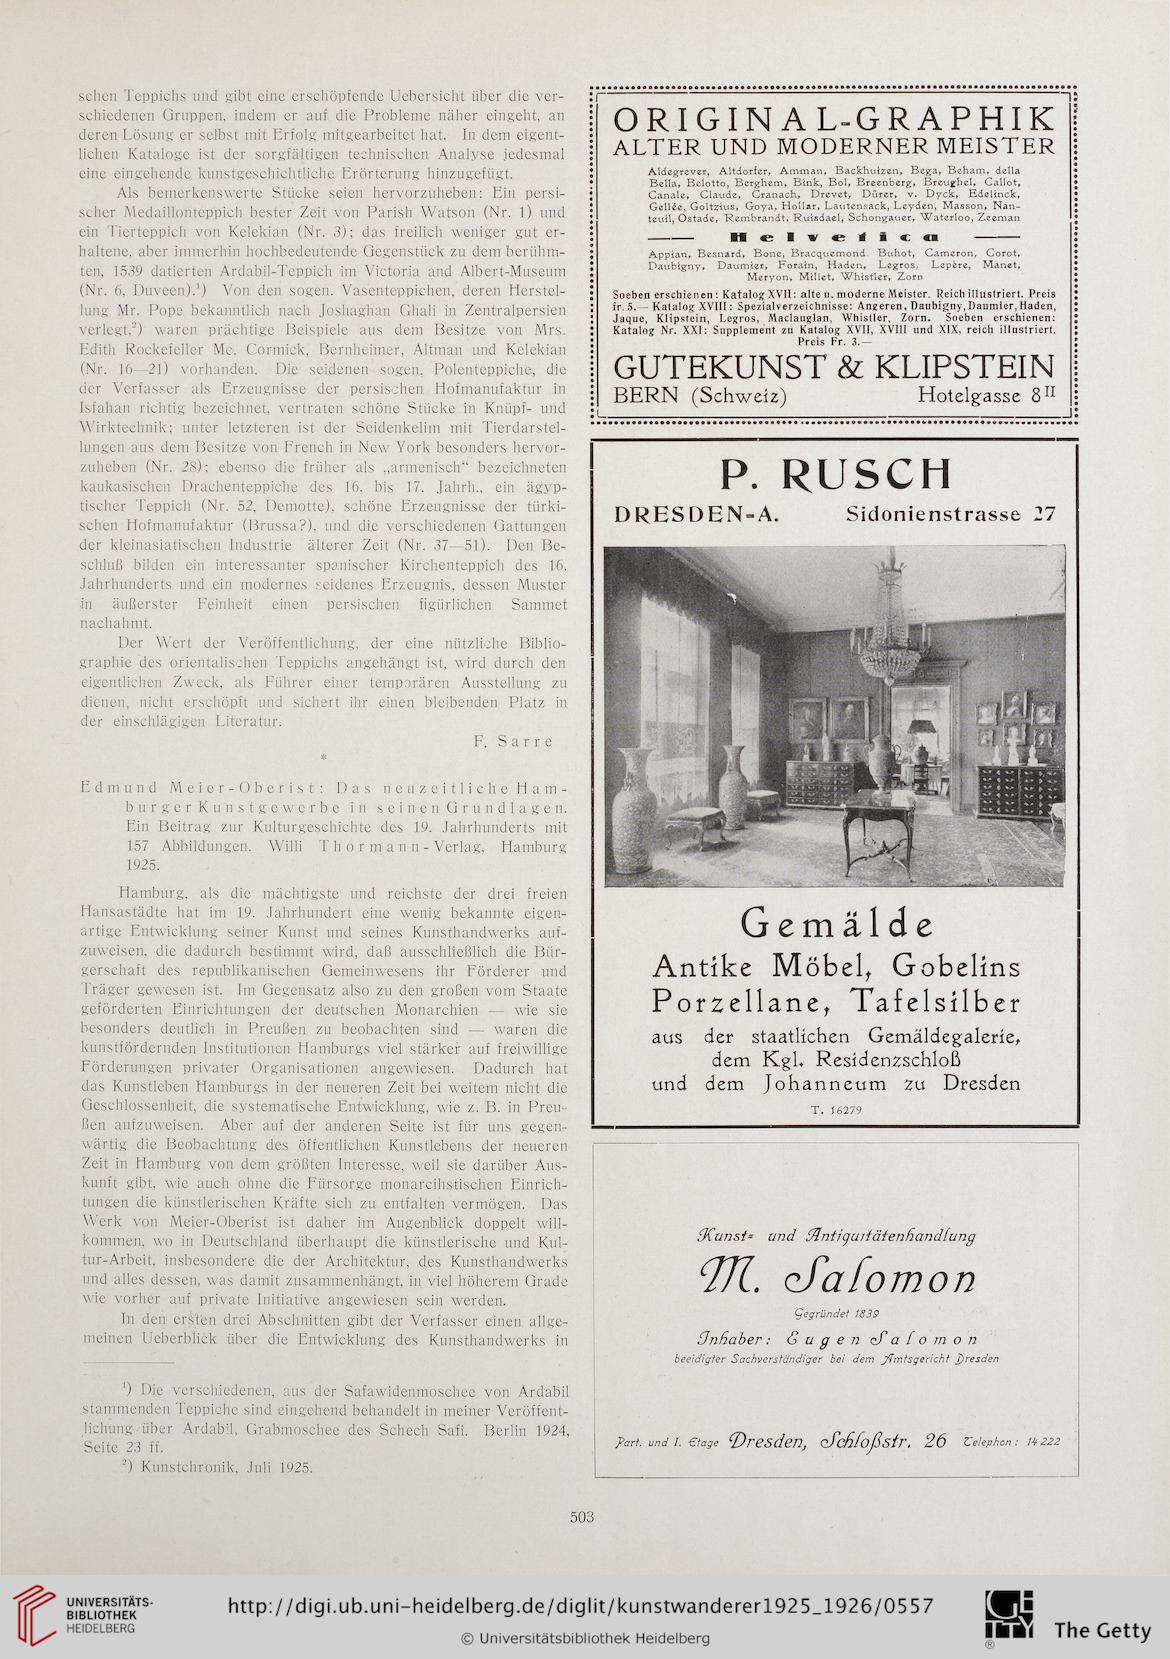 schen Teppichs und gibt eine erschöpfende Uebersicht über die ver-
schiedenen Gruppen, indem er auf die Probleme näher eingeht, an
deren Lösung er selbst mit Erfolg mitgearbeitet hat. In dem eigent-
lichen Kataloge ist der sorgfältigen technischen Analyse jedesmal
eine eingehende kunstgeschichtliche Erörterung hinzugefügt.
Als bemerkenswerte Stücke seien hervorzuheben: Ein persi-
scher Medaillonteppich bester Zeit von Parish Watson (Nr. 1) und
ein Tierteppich von Kelekian (Nr. 3); das freilich weniger gut er-
haltene, aber immerhin hochbedeutende Gegenstück zu dem berühm-
ten, 1539 datierten Ardabil-Teppich im Victoria and Albert-Museum
(Nr. 6, Duveen).¹) Von den sogen. Vasenteppichen, deren Herstel-
lung Mr. Pope bekanntlich nach Joshaghan Ghali in Zentralpersien
verlegt,²) waren prächtige Beispiele aus dem Besitze von Mrs.
Edith Rockefeller Mc. Cormick, Bernheimer, Altman und Kelekian
(Nr. 16—21) vorhanden. Die seidenen sogen. Polenteppiche, die
der Verfasser als Erzeugnisse der persischen Hofmanufaktur in
Isfahan richtig bezeichnet, vertraten schöne Stücke in Knüpf- und
Wirktechnik; unter letzteren ist der Seidenkelim mit Tierdarstel-
lungen aus dem Besitze von French in New York besonders hervor-
zuheben (Nr. 28); ebenso die früher als „armenisch“ bezeichneten
kaukasischen Drachenteppiche des 16. bis 17. Jahrh., ein ägyp-
tischer Teppich (Nr. 52, Demotte), schöne Erzeugnisse der türki-
schen Hofmanufaktur (Brussa?), und die verschiedenen Gattungen
der kleinasiatischen Industrie älterer Zeit (Nr. 37—51). Den Be-
schluß bilden ein interessanter spanischer Kirchenteppich des 16.
Jahrhunderts und ein modernes seidenes Erzeugnis, dessen Muster
in äußerster Feinheit einen persischen figürlichen Sammet
nachahmt.
Der Wert der Veröffentlichung, der eine nützliche Biblio-
graphie des orientalischen Teppichs angehängt ist, wird durch den
eigentlichen Zweck, als Führer einer temporären Ausstellung zu
dienen, nicht erschöpft und sichert ihr einen bleibenden Platz in
der einschlägigen Literatur.
F. Sarre
*
Edmund Meier-Oberist: Das neuzeitliche Ham-
burger Kunstgewerbe in seinen Grundlagen.
Ein Beitrag zur Kulturgeschichte des 19. Jahrhunderts mit
157 Abbildungen. Willi Thormann-Verlag, Hamburg
1925.
Hamburg, als die mächtigste und reichste der drei freien
Hansastädte hat im 19. Jahrhundert eine wenig bekannte eigen-
artige Entwicklung seiner Kunst und seines Kunsthandwerks auf-
zuweisen, die dadurch bestimmt wird, daß ausschließlich die Bür-
gerschaft des republikanischen Gemeinwesens ihr Förderer und
Träger gewesen ist. Im Gegensatz also zu den großen vom Staate
geförderten Einrichtungen der deutschen Monarchien — wie sie
besonders deutlich in Preußen zu beobachten sind — waren die
kunstfördernden Institutionen Hamburgs viel stärker auf freiwillige
Förderungen privater Organisationen angewiesen. Dadurch hat
das Kunstleben Hamburgs in der neueren Zeit bei weitem nicht die
Geschlossenheit, die systematische Entwicklung, wie z. B. in Preu-
ßen aufzuweisen. Aber auf der anderen Seite ist für uns gegen-
wärtig die Beobachtung des öffentlichen Kunstlebens der neueren
Zeit in Hamburg von dem größten Interesse, weil sie darüber Aus-
kunft gibt, wie auch ohne die Fürsorge monarcihstischen Einrich-
tungen die künstlerischen Kräfte sich zu entfalten vermögen. Das
Werk von Meier-Oberist ist daher im Augenblick doppelt will-
kommen, wo in Deutschland überhaupt die künstlerische und Kul-
tur-Arbeit, insbesondere die der Architektur, des Kunsthandwerks
und alles dessen, was damit zusammenhängt, in viel höherem Grade
wie vorher auf private Initiative angewiesen sein werden.
In den ersten drei Abschnitten gibt der Verfasser einen allge-
meinen Ueberblick über die Entwicklung des Kunsthandwerks in
¹) Die verschiedenen, aus der Safawidenmoschee von Ardabil
stammenden Teppiche sind eingehend behandelt in meiner Veröffent-
lichung über Ardabil, Grabmoschee des Schech Safi. Berlin 1924,
Seite 23 ff.
²) Kunstchronik, Juli 1925.
ORIGINAL-GRAPHIK
ALTER UND MODERNER MEISTER
Aldegrever, Altdorfer, Amman, Backhuizen, Bega, Beham, della
Bella, Belotto, Berghem, Bink, Bol, Breenberg, Breughel, Callot,
Canale, Claude, Cranach, Drevet, Dürer, v. Dyck, Edelinck,
Gellée, Goltzius, Goya, Hollar, Lautensack, Leyden, Masson, Nan-
teuil, Ostade, Rembrandt, Ruisdael, Schongauer, Waterloo, Zeeman
Helvetica
Appian, Besnard, Bone, Bracquemond, Buhot, Cameron, Corot,
Daubigny, Daumier, Forain, Haden, Legros, Lepère, Manet,
Meryon, Millet, Whistler, Zorn
Soeben erschienen: Katalog XVII: alte u. moderne Meister. Reich illustriert. Preis
fr. 5.— Katalog XVIII: Spezialverzeichnisse: Angeren, Daubigny, Daumier, Haden,
Jaque, Klipstein, Legros, Maclauglan, Whistler, Zorn. Soeben erschienen:
Katalog Nr. XXI: Supplement zu Katalog XVII, XVIII und XIX, reich illustriert.
Preis Fr. 3.—
GUTEKUNST & KLIPSTEIN
BERN (Schweiz) Hotelgasse 8 II
P. RUSCH
DRESDEN-A. Sidonienstrasse 27
Gemälde
Antike Möbel, Gobelins
Porzellane, Tafelsilber
aus der staatlichen Gemäldegalerie,
dem Kgl. Residenzschloß
und dem Johanneum zu Dresden
T. 16279
Kunst- und Antiquitätenhandlung
M. Salomon
Gegründet 1839
Inhaber: Eugen Salomon
beeidigter Sachverständiger bei dem Amtsgericht Dresden
Part. und I. Etage Dresden, Schloßstr. 26 Telephon: 14222
503
UNIVERSITÄTS-
BIBLIOTHEK
HEIDELBERG
http://digi.ub.uni-heidelberg.de/diglit/kunstwanderer1925_1926/0557
© Universitätsbibliothek Heidelberg
GETTY
®
The Getty